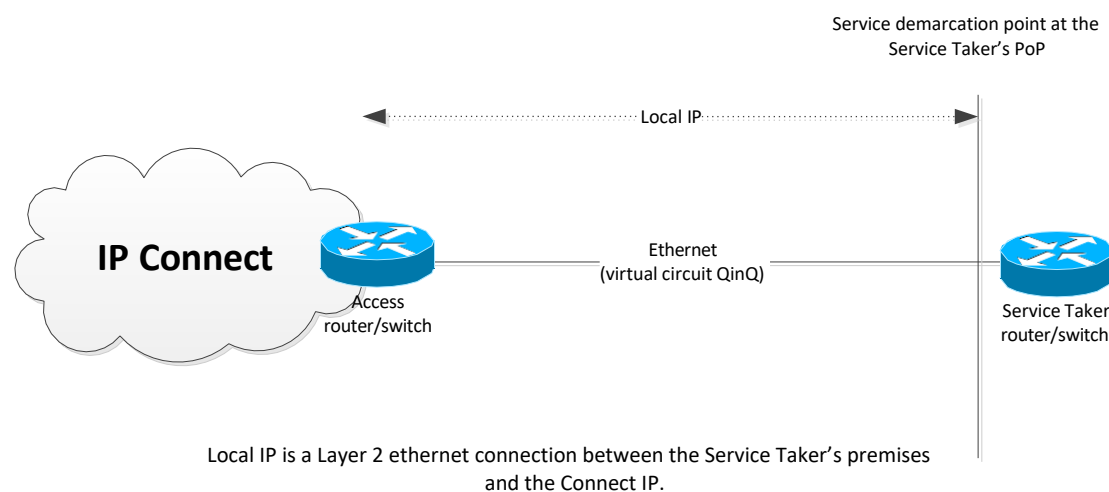 Service demarcation point at the
Service Taker’s PoP
Local IP
IP Connect
Ethernet
(virtual circuit QinQ)
Access
router/switch
Service Taker
router/switch
Local IP is a Layer 2 ethernet connection between the Service Taker’s premises
and the Connect IP.